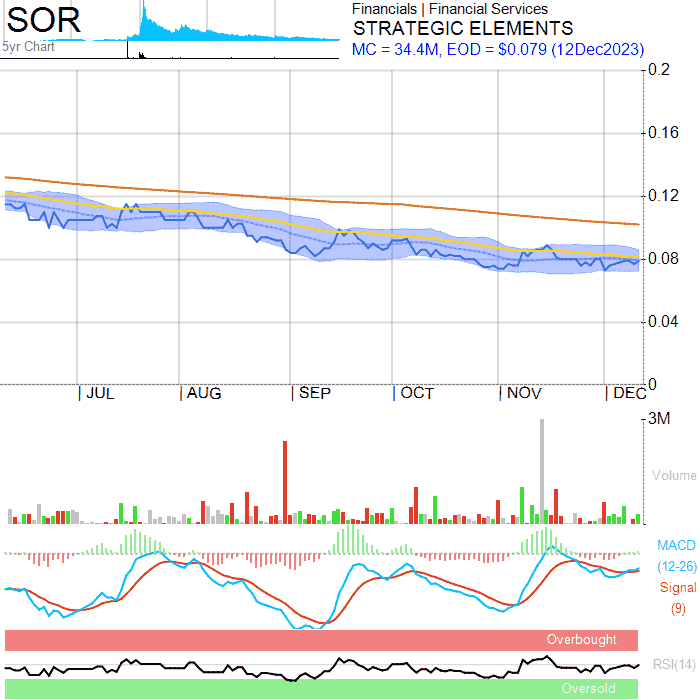 SOR
5yr Chart
Financials | Financial Services
STRATEGIC ELEMENTS
MC = 34.4M, EOD = $0.079 (12Dec2023)
0.2
0.16
0.12
0.08
0.04
0
| JUL | AUG | SEP | OCT | NOV | DEC
3M
Volume
MACD
(12-26)
Signal
(9)
Overbought
RSI(14)
Oversold